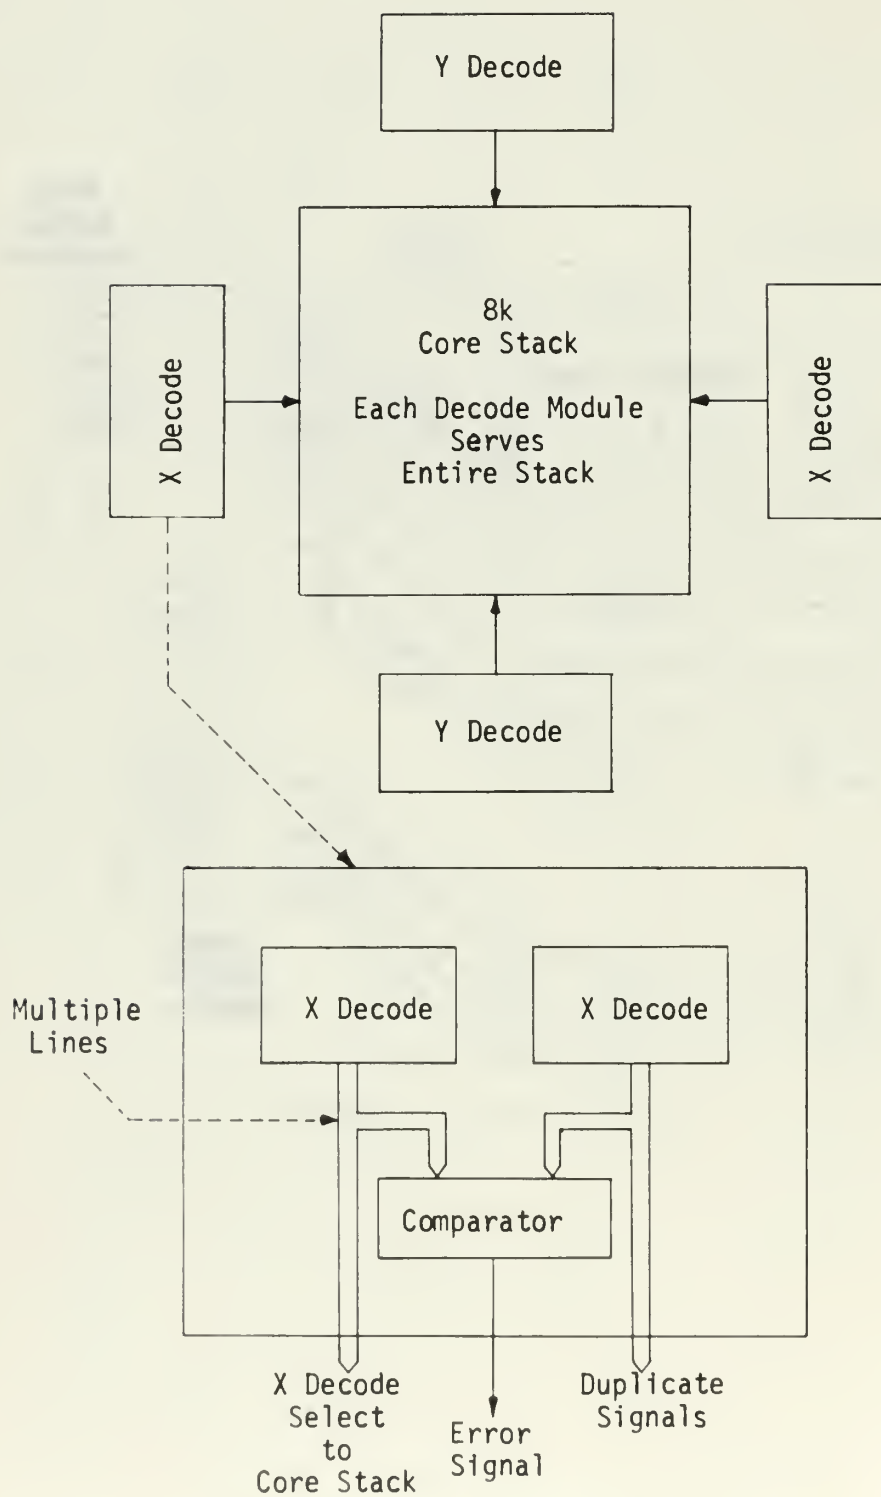 Y Decode
8k
Core Stack
Each Decode Module
Serves
Entire Stack
X Decode
X Decode
Y Decode
X Decode
X Decode
Multiple
Lines
Comparator
X Decode
Select
to
Core Stack
Error
Signal
Duplicate
Signals